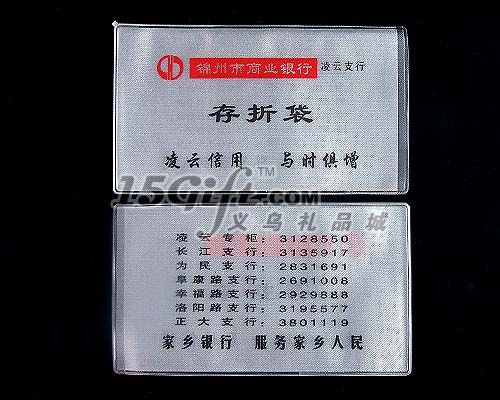 锦州市商业银行 凌云支行
存折袋
凌云信用 与时俱增
15Gift.com™
义乌礼品城
凌云专柜：3128550
长江支行：3135917
为民支行：2831691
阜康路支行：2691008
幸福路支行：2929888
洛阳路支行：3195577
正大支行：3801119
家乡银行 服务家乡人民